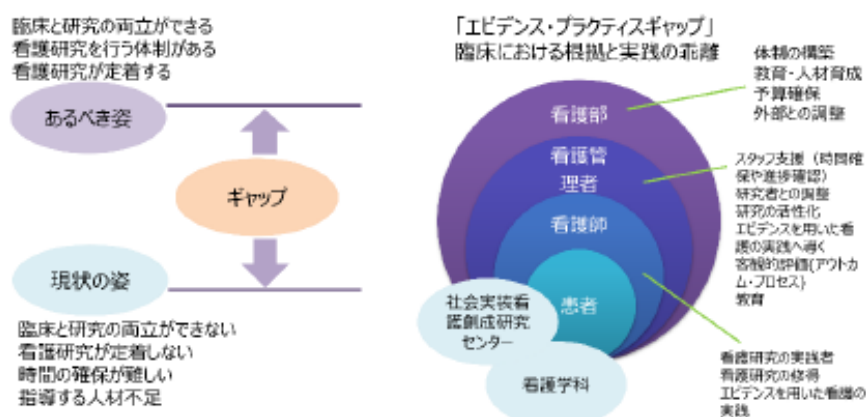 臨床と研究の両立ができる
看護研究を行う体制がある
看護研究が定着する
あるべき姿
ギャップ
現状の姿
臨床と研究の両立ができない
看護研究が定着しない
時間の確保が難しい
指導する人材不足
「エビデンス・プラクティスギャップ」
臨床における根拠と実践の乖離
看護部
看護管
理者
看護師
患者
社会実装看
護創成研究
センター
看護学科
体制の構築
教育・人材育成
予算確保
外部との調整
スタッフ支援（時間確
保や進捗確認）
研究者との調整
研究の活性化
エビデンスを用いた看
護の実践へ導く
客観的評価(アウトカ
ム・プロセス)
教育
看護研究の実践者
看護研究の修得
エビデンスを用いた看護の
実践